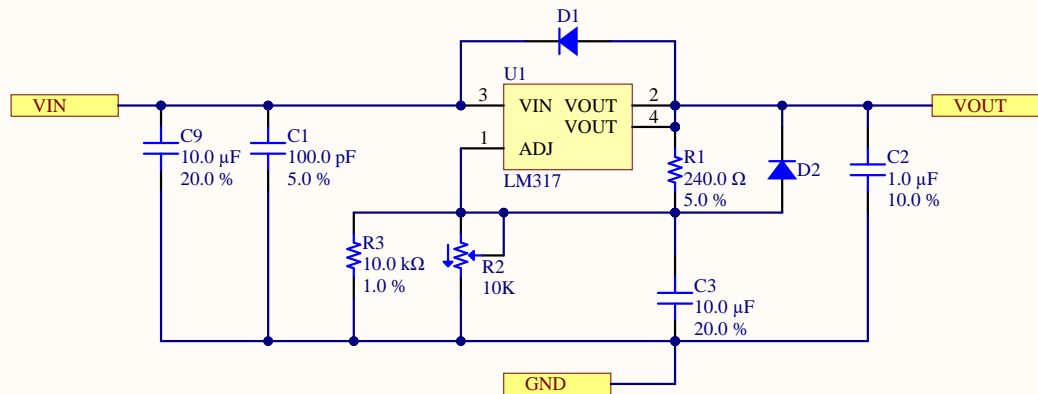 D1
U1
VIN
3
VIN
VOUT
2
VOUT
4
VOUT
1
ADJ
LM317
C9
10.0 µF
20.0 %
C1
100.0 pF
5.0 %
R1
240.0 Ω
5.0 %
D2
C2
1.0 µF
10.0 %
R3
10.0 kΩ
1.0 %
R2
10K
C3
10.0 µF
20.0 %
GND